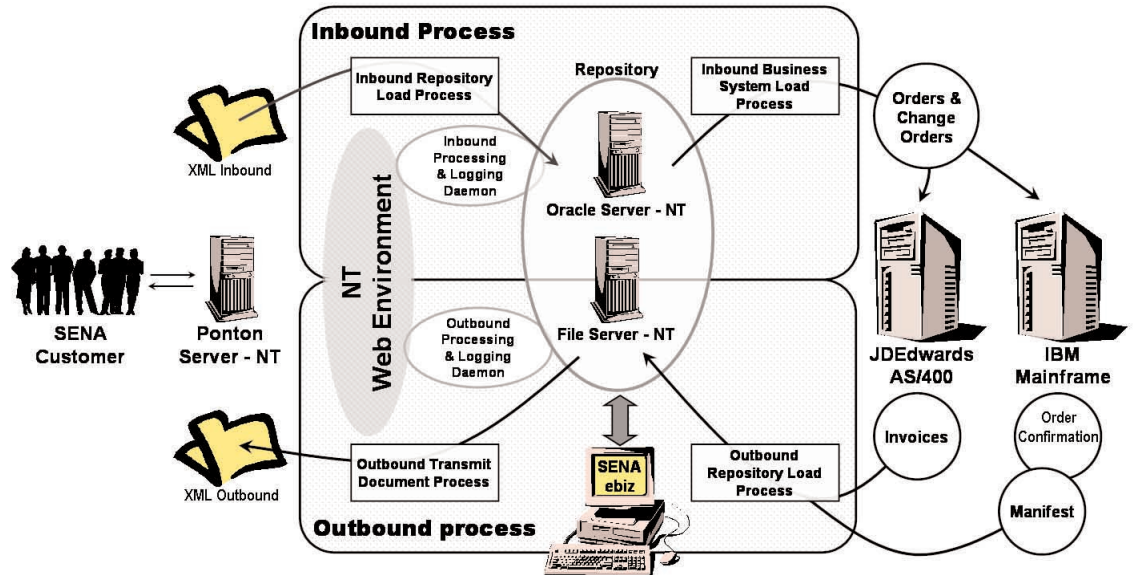 Inbound Process
Inbound Repository
Load Process
Repository
Inbound Business
System Load
Process
Orders &
Change
Orders
XML Inbound
Inbound
Processing
& Logging
Daemon
Oracle Server - NT
NT
Web Environment
SENA
Customer
Ponton
Server - NT
File Server - NT
Outbound
Processing
& Logging
Daemon
JDEdwards
AS/400
IBM
Mainframe
XML Outbound
Outbound Transmit
Document Process
SENA
ebiz
Outbound
Repository Load
Process
Invoices
Order
Confirmation
Manifest
Outbound process